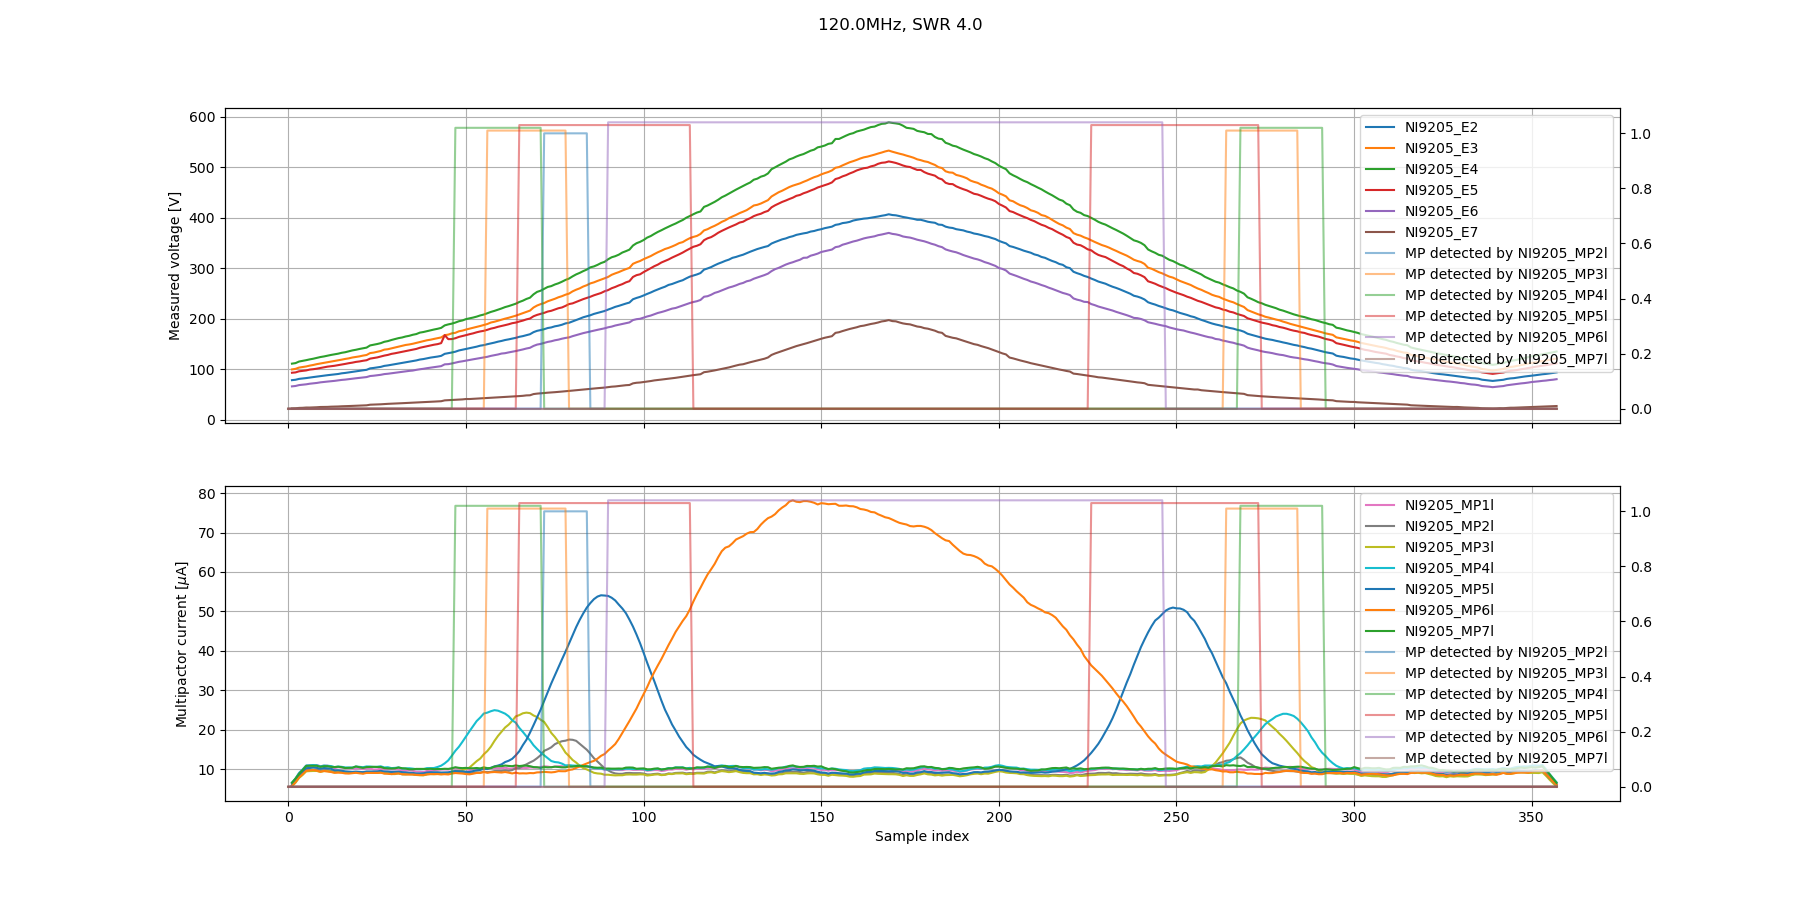 120.0MHz, SWR 4.0
Measured voltage [V]
600
500
400
300
200
100
0
1.0
0.8
0.6
0.4
0.2
0.0
NI9205_E2
NI9205_E3
NI9205_E4
NI9205_E5
NI9205_E6
NI9205_E7
MP detected by NI9205_MP2l
MP detected by NI9205_MP3l
MP detected by NI9205_MP4l
MP detected by NI9205_MP5l
MP detected by NI9205_MP6l
MP detected by NI9205_MP7l
Multipactor current [μA]
80
70
60
50
40
30
20
10
1.0
0.8
0.6
0.4
0.2
0.0
NI9205_MP1l
NI9205_MP2l
NI9205_MP3l
NI9205_MP4l
NI9205_MP5l
NI9205_MP6l
NI9205_MP7l
MP detected by NI9205_MP2l
MP detected by NI9205_MP3l
MP detected by NI9205_MP4l
MP detected by NI9205_MP5l
MP detected by NI9205_MP6l
MP detected by NI9205_MP7l
0 50 100 150 200 250 300 350
Sample index